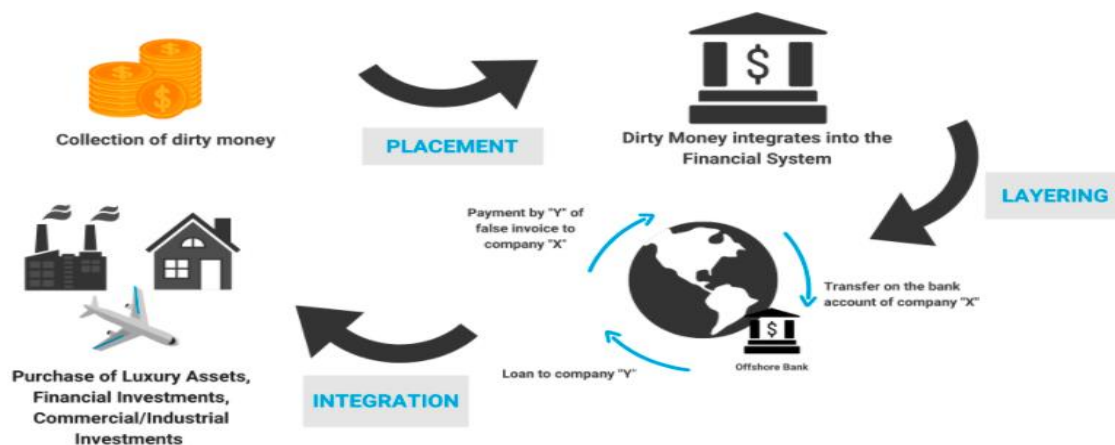 Collection of dirty money
PLACEMENT
$
Dirty Money integrates into the
Financial System
LAYERING
Payment by "Y" of
false invoice to
company "X"
Transfer on the bank
account of company "X"
$
Offshore Bank
Loan to company "Y"
INTEGRATION
Purchase of Luxury Assets,
Financial Investments,
Commercial/Industrial
Investments